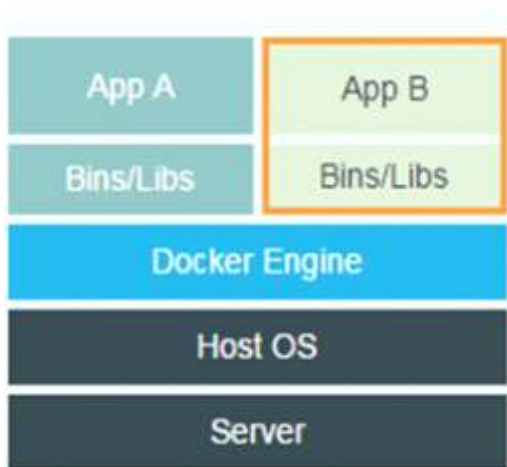 App A
App B
Bins/Libs
Bins/Libs
Docker Engine
Host OS
Server